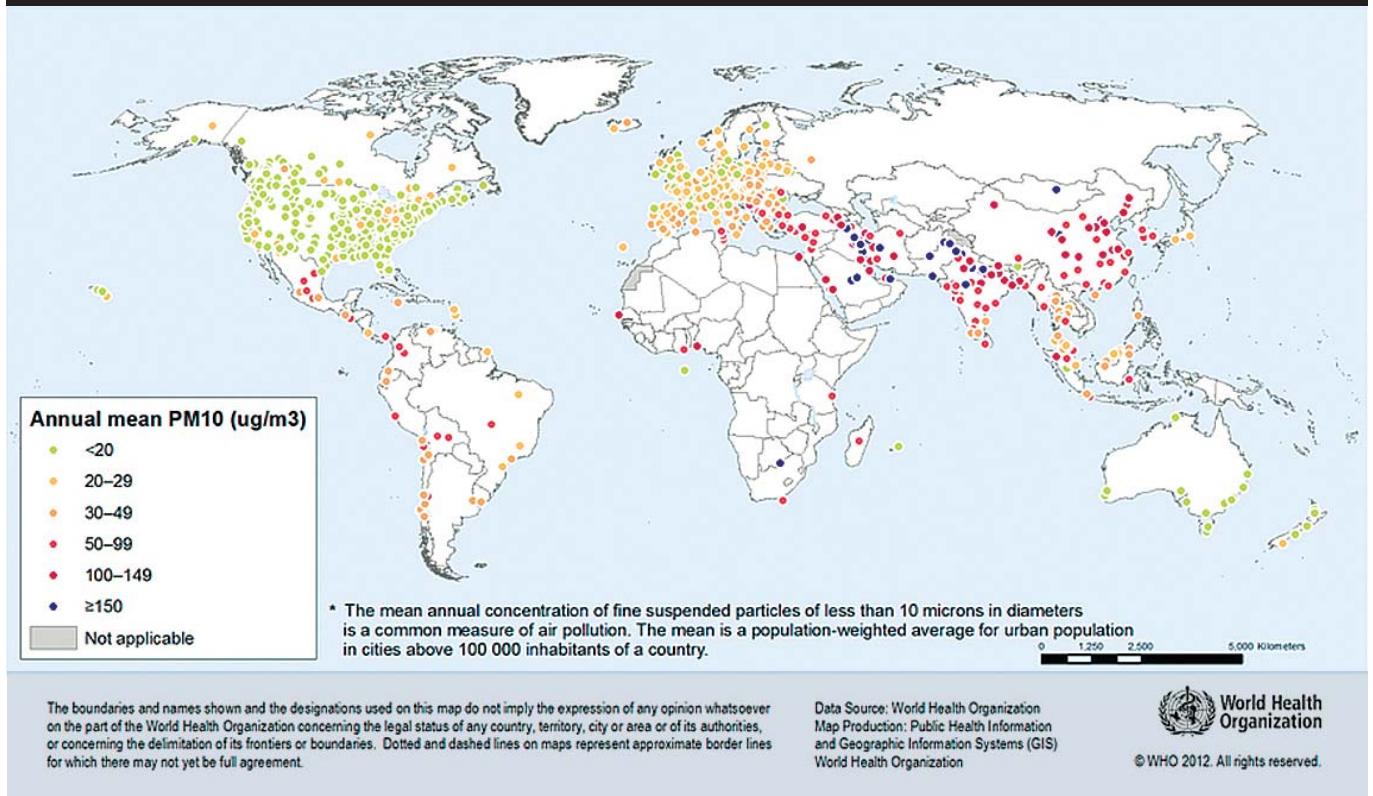 Annual mean PM10 (ug/m3)
<20
20–29
30–49
50–99
100–149
≥150
Not applicable
* The mean annual concentration of fine suspended particles of less than 10 microns in diameters
is a common measure of air pollution. The mean is a population-weighted average for urban population
in cities above 100 000 inhabitants of a country.
0 1,250 2,500 5,000 Kilometers
The boundaries and names shown and the designations used on this map do not imply the expression of any opinion whatsoever
on the part of the World Health Organization concerning the legal status of any country, territory, city or area or of its authorities,
or concerning the delimitation of its frontiers or boundaries. Dotted and dashed lines on maps represent approximate border lines
for which there may not yet be full agreement.
Data Source: World Health Organization
Map Production: Public Health Information
and Geographic Information Systems (GIS)
World Health Organization
World Health
Organization
© WHO 2012. All rights reserved.